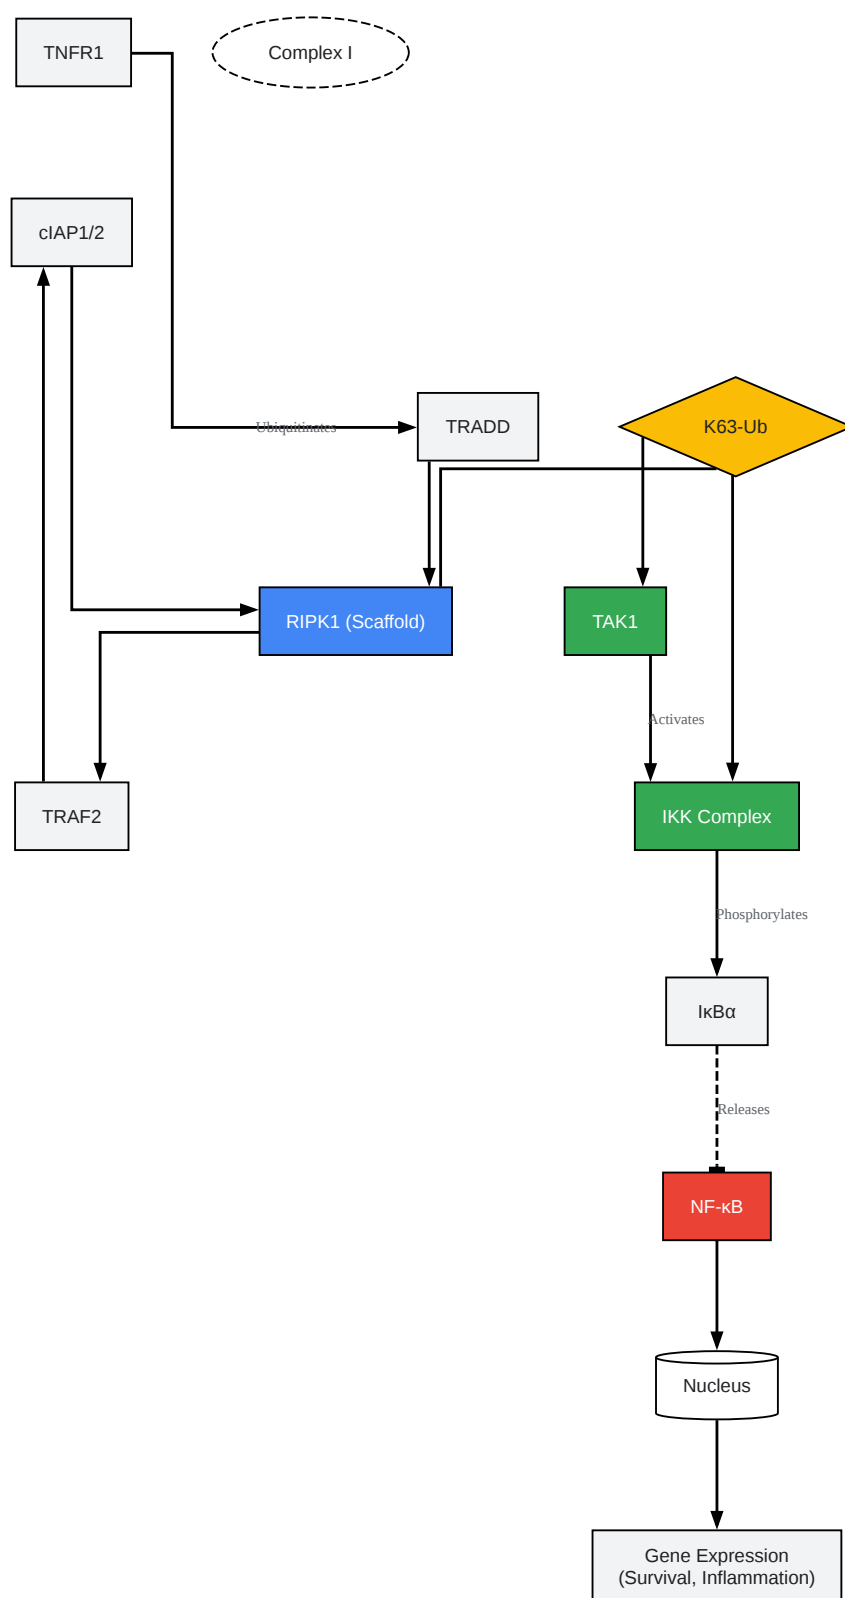 TNFR1
Complex I
cIAP1/2
Ubiquitinates
TRADD
K63-Ub
RIPK1 (Scaffold)
TAK1
Activates
TRAF2
IKK Complex
Phosphorylates
IκBα
Releases
NF-κB
Nucleus
Gene Expression
(Survival, Inflammation)